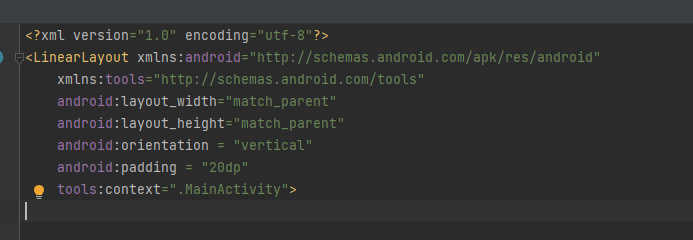 <?xml version="1.0" encoding="utf-8"?>
<LinearLayout xmlns:android="http://schemas.android.com/apk/res/android"
    xmlns:tools="http://schemas.android.com/tools"
    android:layout_width="match_parent"
    android:layout_height="match_parent"
    android:orientation = "vertical"
    android:padding = "20dp"
    tools:context=".MainActivity">